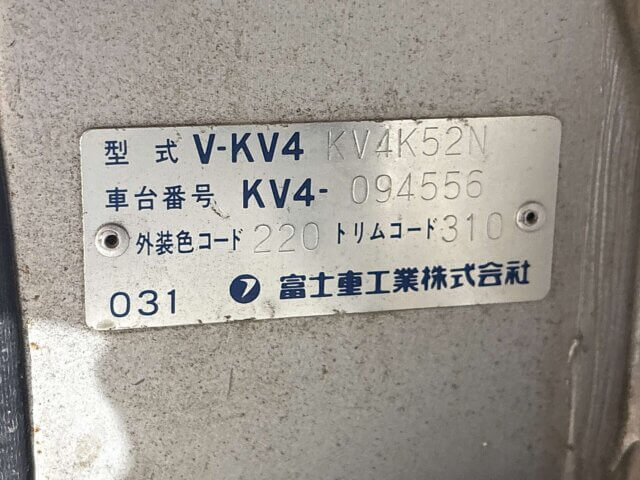 型式 V-KV4 KV4K52N
車台番号 KV4- 094556
外装色コード 220 トリムコード 310
031 富士重工業株式会社